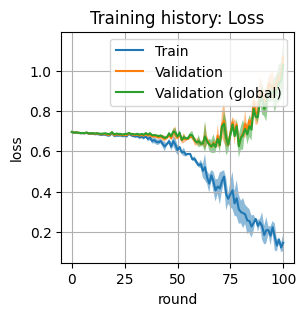 Training history: Loss
Train
Validation
Validation (global)
loss
1.0
0.8
0.6
0.4
0.2
0 25 50 75 100
round